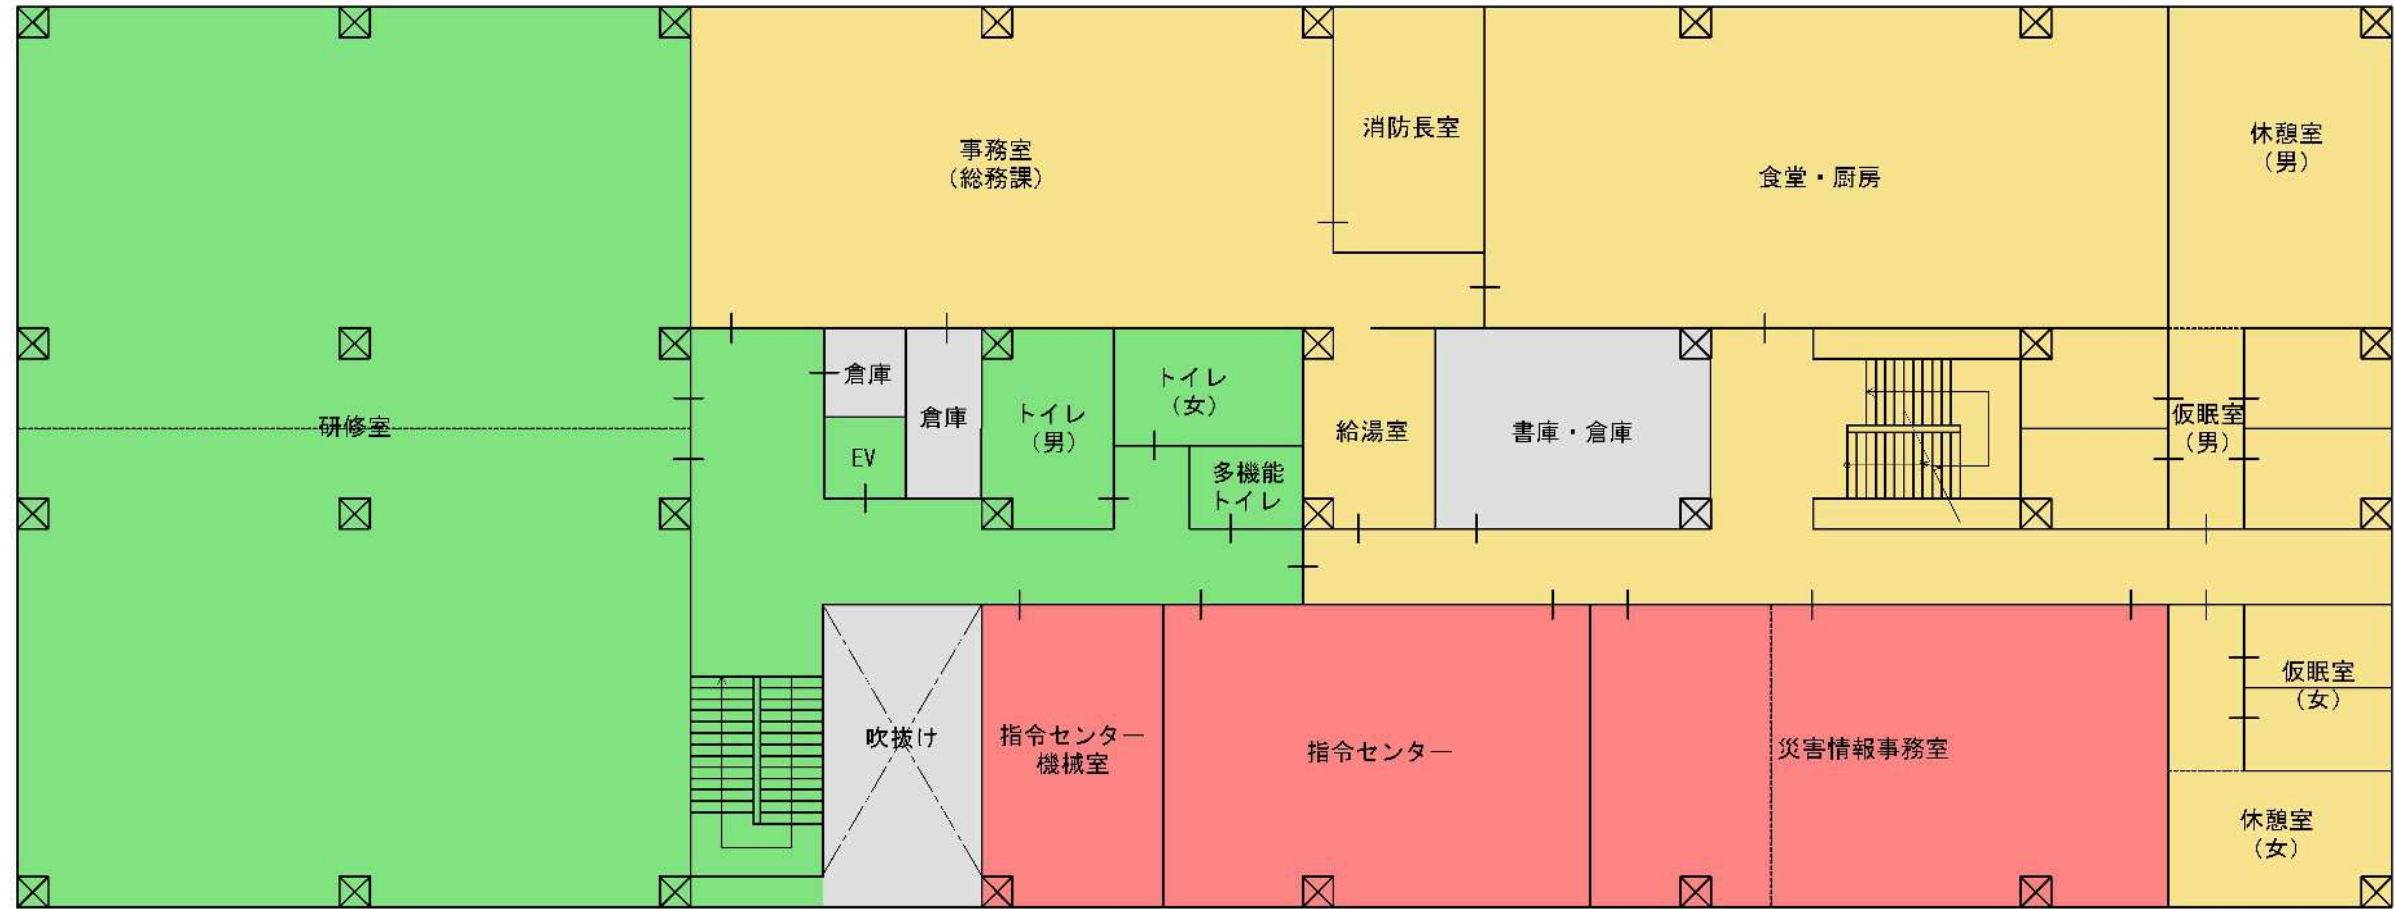 消防長室
事務室
（総務課）
食堂・厨房
休憩室
（男）
研修室
倉庫
EV
倉庫
トイレ
（男）
トイレ
（女）
多機能
トイレ
給湯室
書庫・倉庫
仮眠室
（男）
吹抜け
指令センター
機械室
指令センター
災害情報事務室
仮眠室
（女）
休憩室
（女）